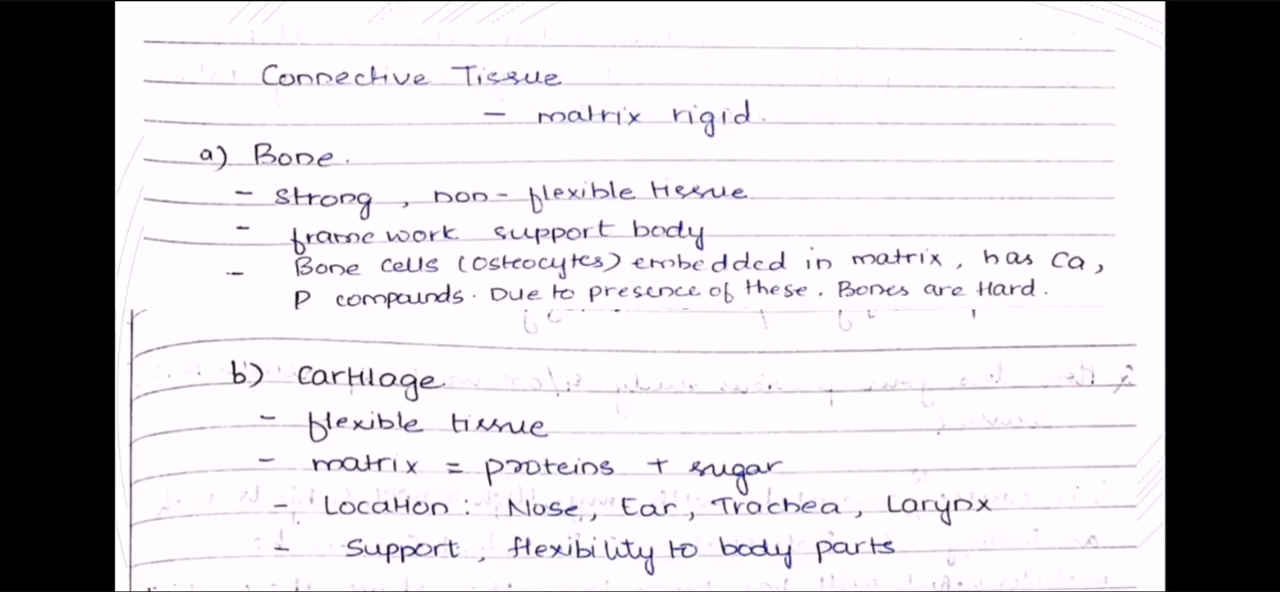 Connective Tissue
- matrix rigid.
a) Bone.
- strong, non-flexible tissue
- frame work support body
- Bone cells (Osteocytes) embedded in matrix, has Ca,
P compounds. Due to presence of these. Bones are Hard.
b) cartilage
- flexible tissue
- matrix = proteins + sugar
- Location: Nose, Ear, Trachea, Larynx
- Support, flexibility to body parts